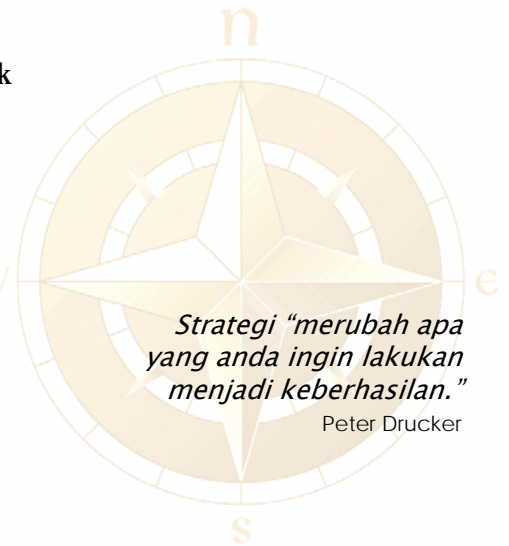 n
k
e
Strategi “merubah apa
yang anda ingin lakukan
menjadi keberhasilan.”
Peter Drucker
s